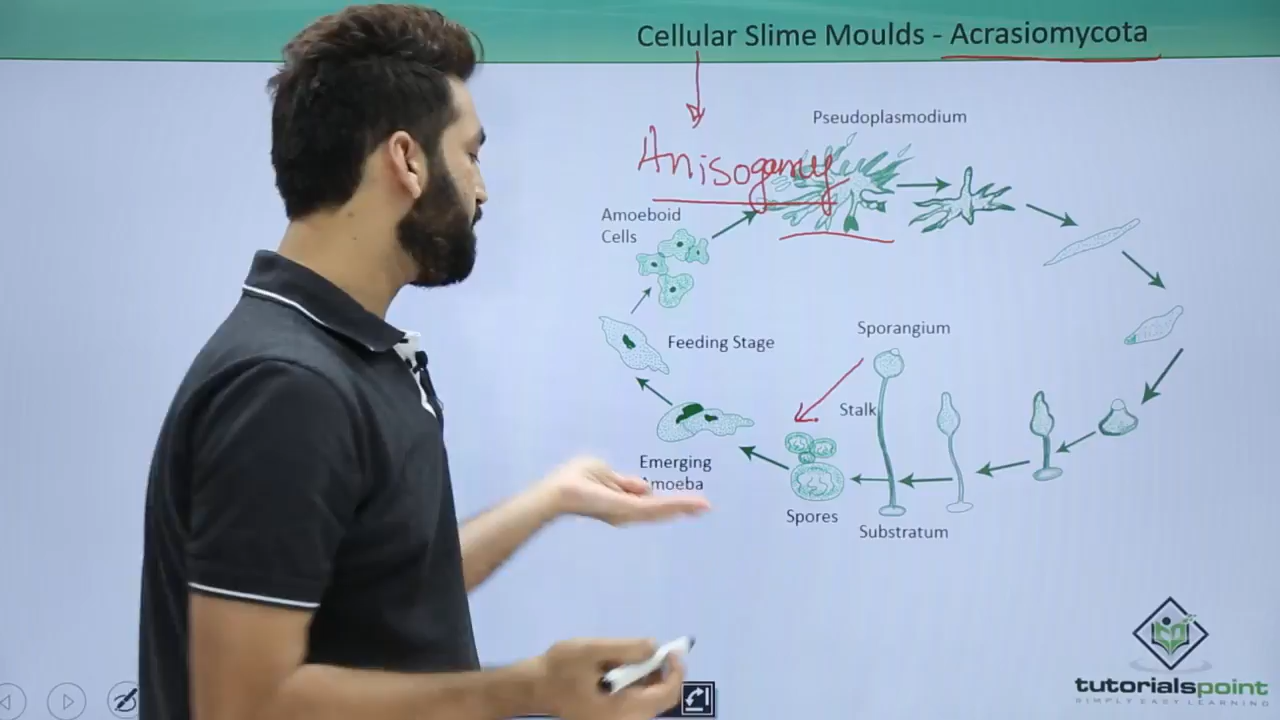 Cellular Slime Moulds - Acrasiomycota
Anisogamy
Pseudoplasmodium
Amoeboid
Cells
Sporangium
Feeding Stage
Stalk
Emerging
Amoeba
Spores
Substratum
tutorialspoint
SIMPLY EASY LEARNING